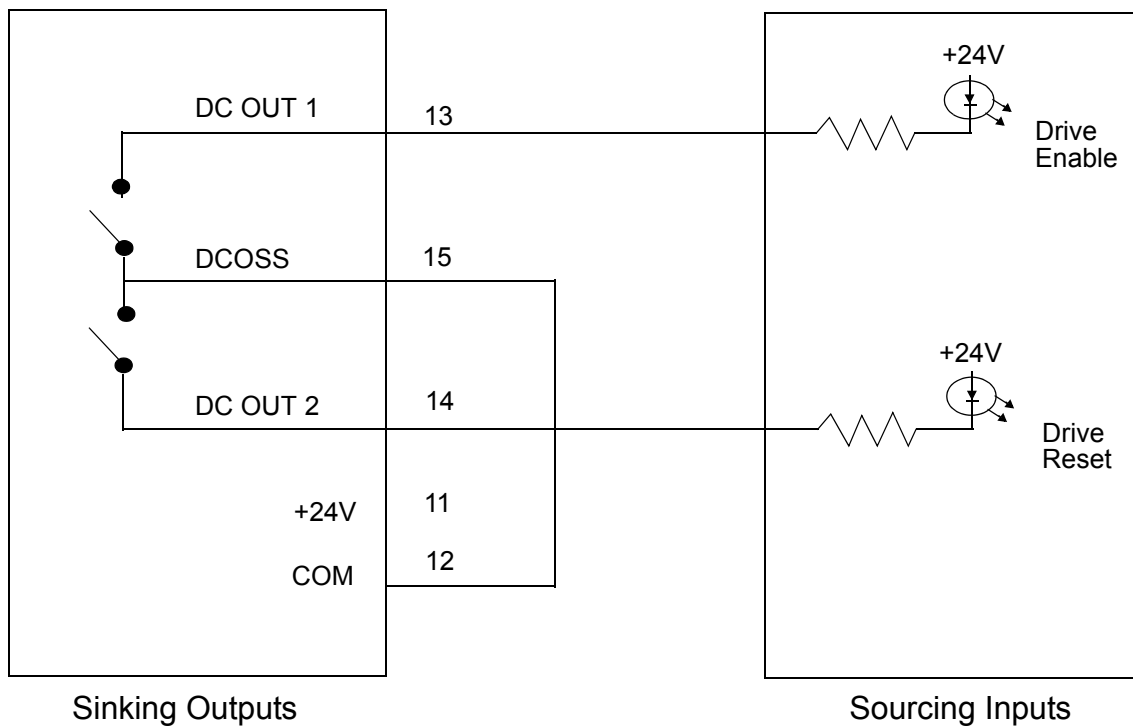 +24V
DC OUT 1
13
Drive
Enable
DCOSS
15
+24V
DC OUT 2
14
Drive
Reset
+24V
11
COM
12
Sinking Outputs
Sourcing Inputs